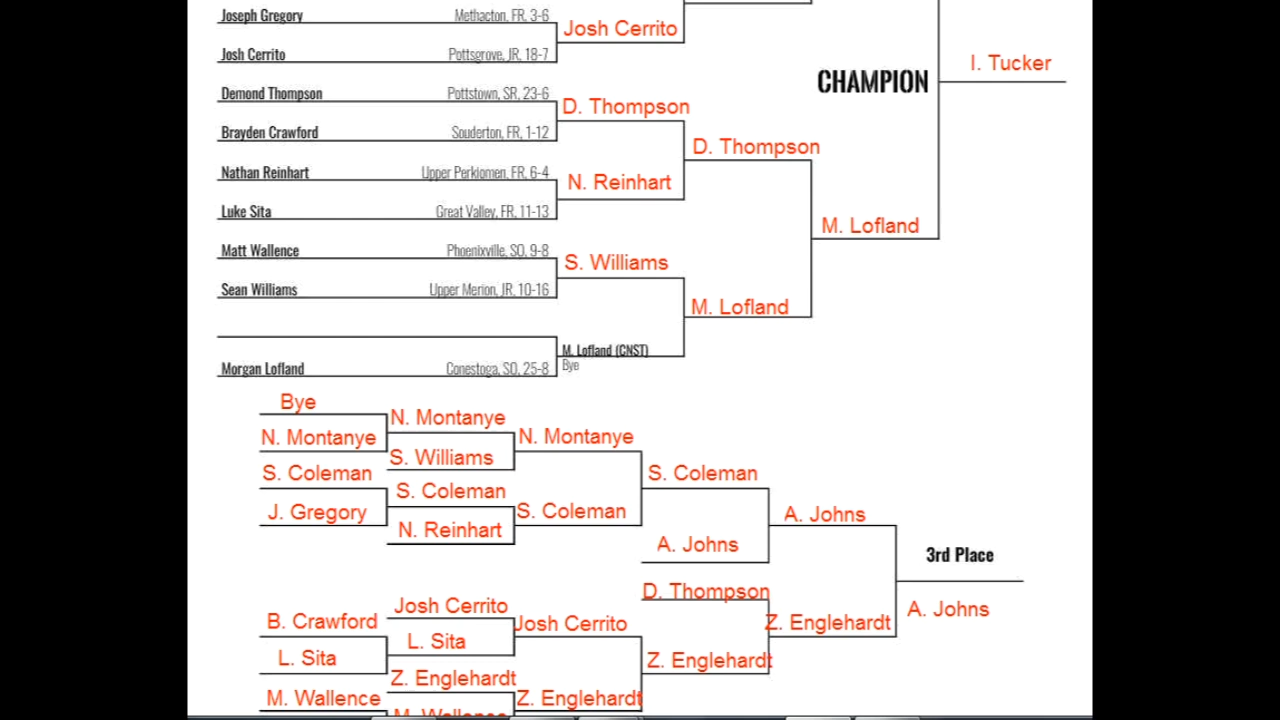 Joseph Gregory Methacton, FR, 3-6
Josh Cerrito
I. Tucker
Josh Cerrito Pottsgrove, JR, 18-7
CHAMPION
Demond Thompson Pottstown, SR, 23-6
D. Thompson
Brayden Crawford Souderton, FR, 1-12
D. Thompson
Nathan Reinhart Upper Perkiomen, FR, 6-4
N. Reinhart
Luke Sita Great Valley, FR, 11-13
M. Lofland
Matt Wallence Phoenixville, SO, 9-8
S. Williams
Sean Williams Upper Merion, JR, 10-16
M. Lofland
M. Lofland (CNST)
Bye
Morgan Lofland Conestoga, SO, 25-8
Bye
N. Montanye
N. Montanye
N. Montanye
S. Williams
S. Coleman
S. Coleman
S. Coleman
J. Gregory
S. Coleman
A. Johns
N. Reinhart
A. Johns
3rd Place
D. Thompson
Josh Cerrito
A. Johns
B. Crawford
Josh Cerrito
Z. Englehardt
L. Sita
L. Sita
Z. Englehardt
Z. Englehardt
M. Wallence
Z. Englehardt
M. Wallence